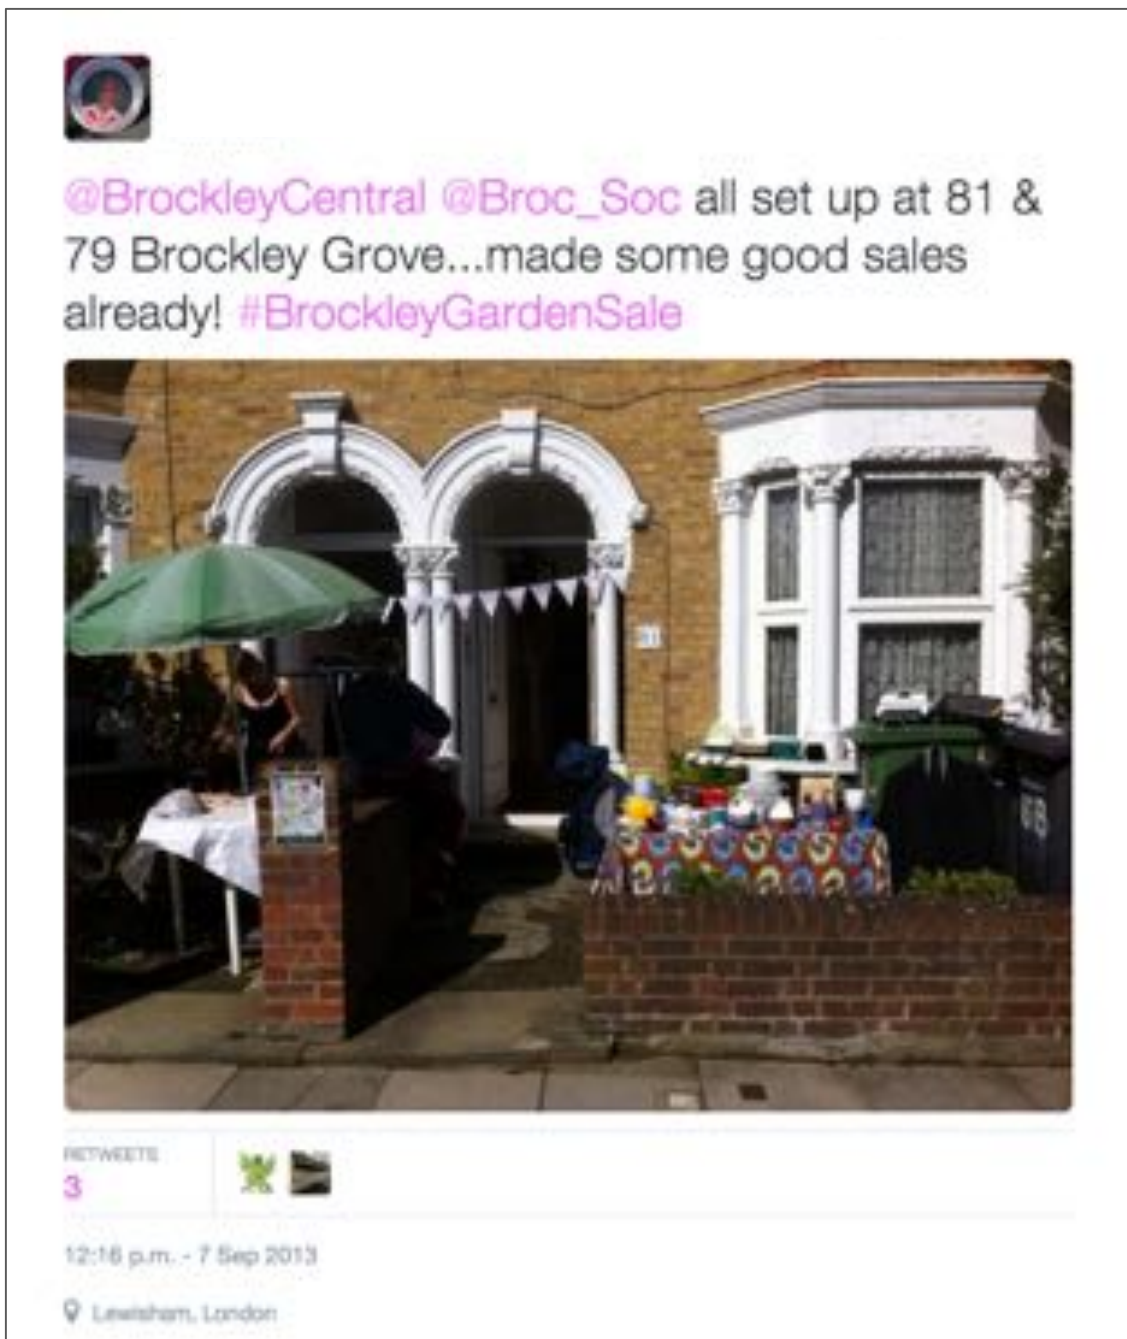 @BrockleyCentral @Broc_Soc all set up at 81 &
79 Brockley Grove...made some good sales
already! #BrockleyGardenSale
81
RETWEETS
3
12:16 p.m. - 7 Sep 2013
Lewisham, London